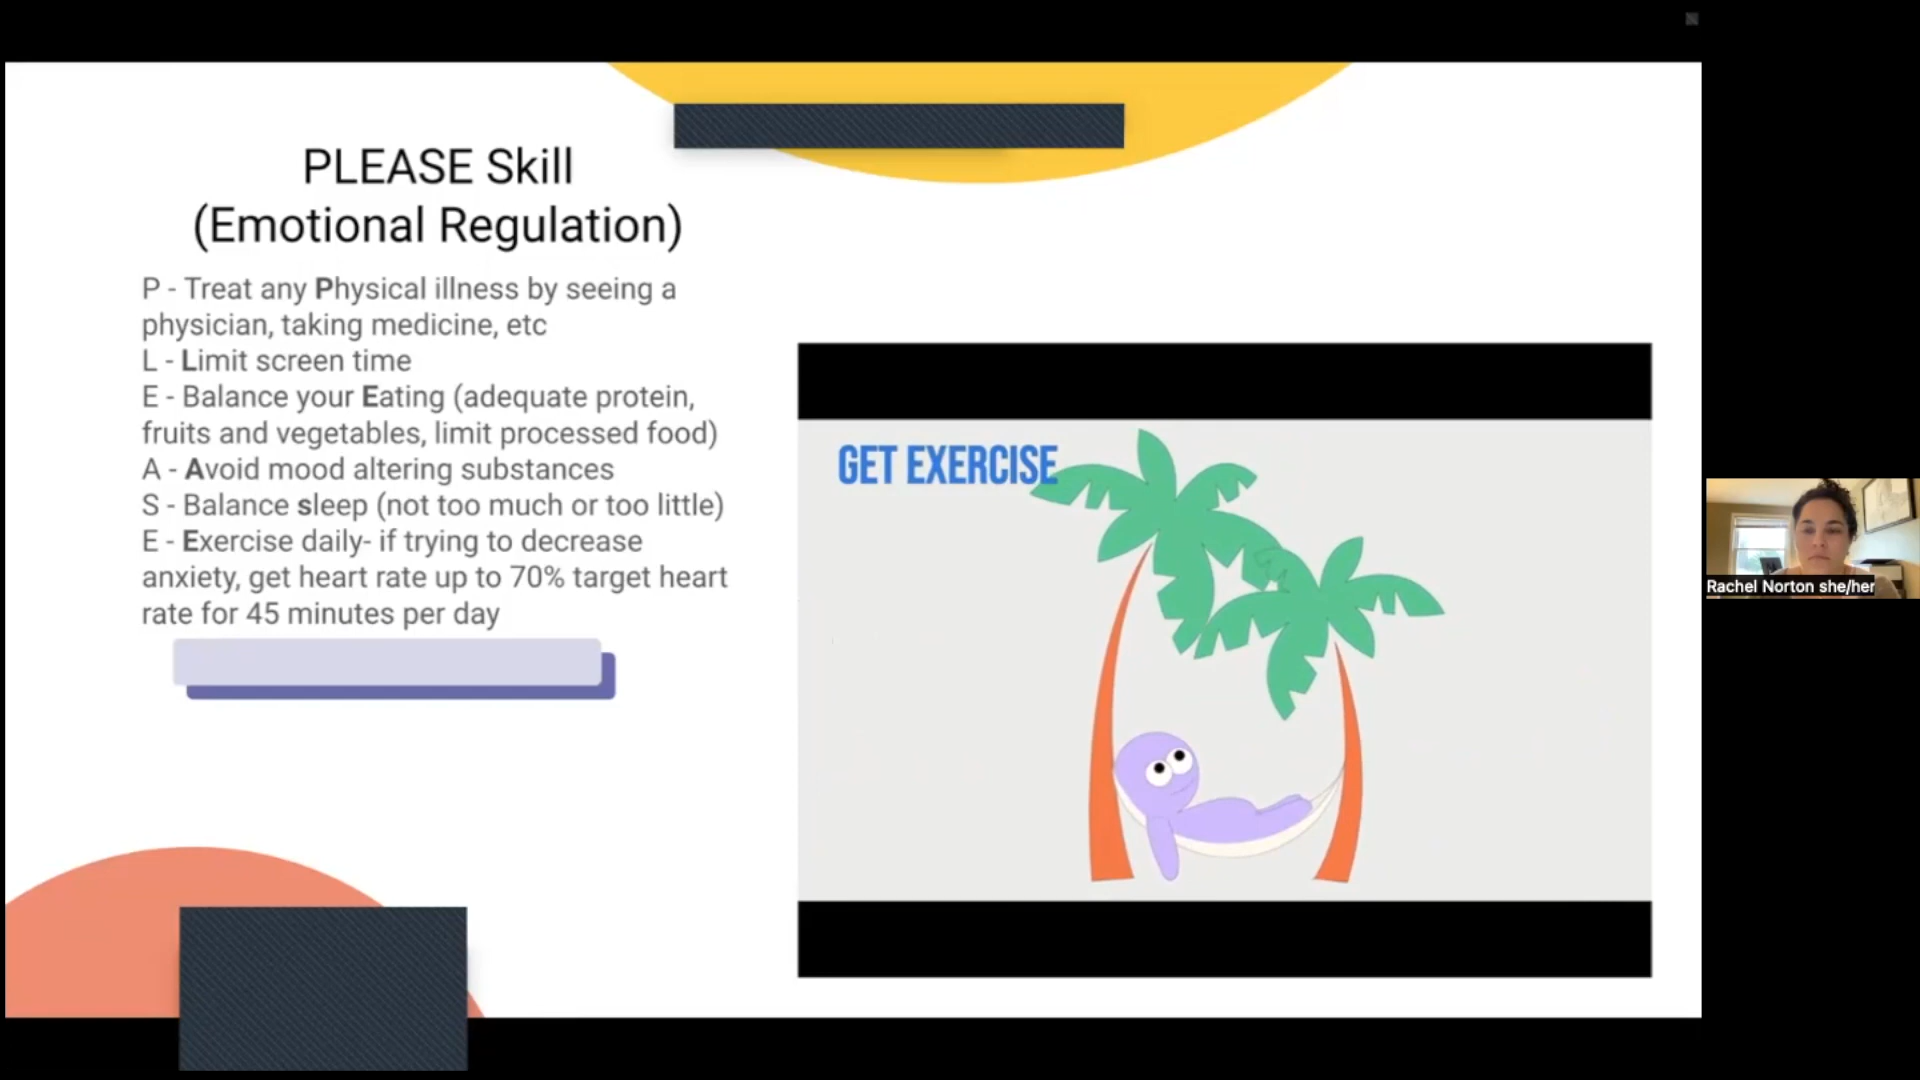 PLEASE Skill
(Emotional Regulation)
P - Treat any Physical illness by seeing a
physician, taking medicine, etc
L - Limit screen time
E - Balance your Eating (adequate protein,
fruits and vegetables, limit processed food)
A - Avoid mood altering substances
S - Balance sleep (not too much or too little)
E - Exercise daily- if trying to decrease
anxiety, get heart rate up to 70% target heart
rate for 45 minutes per day
GET EXERCISE
Rachel Norton she/her